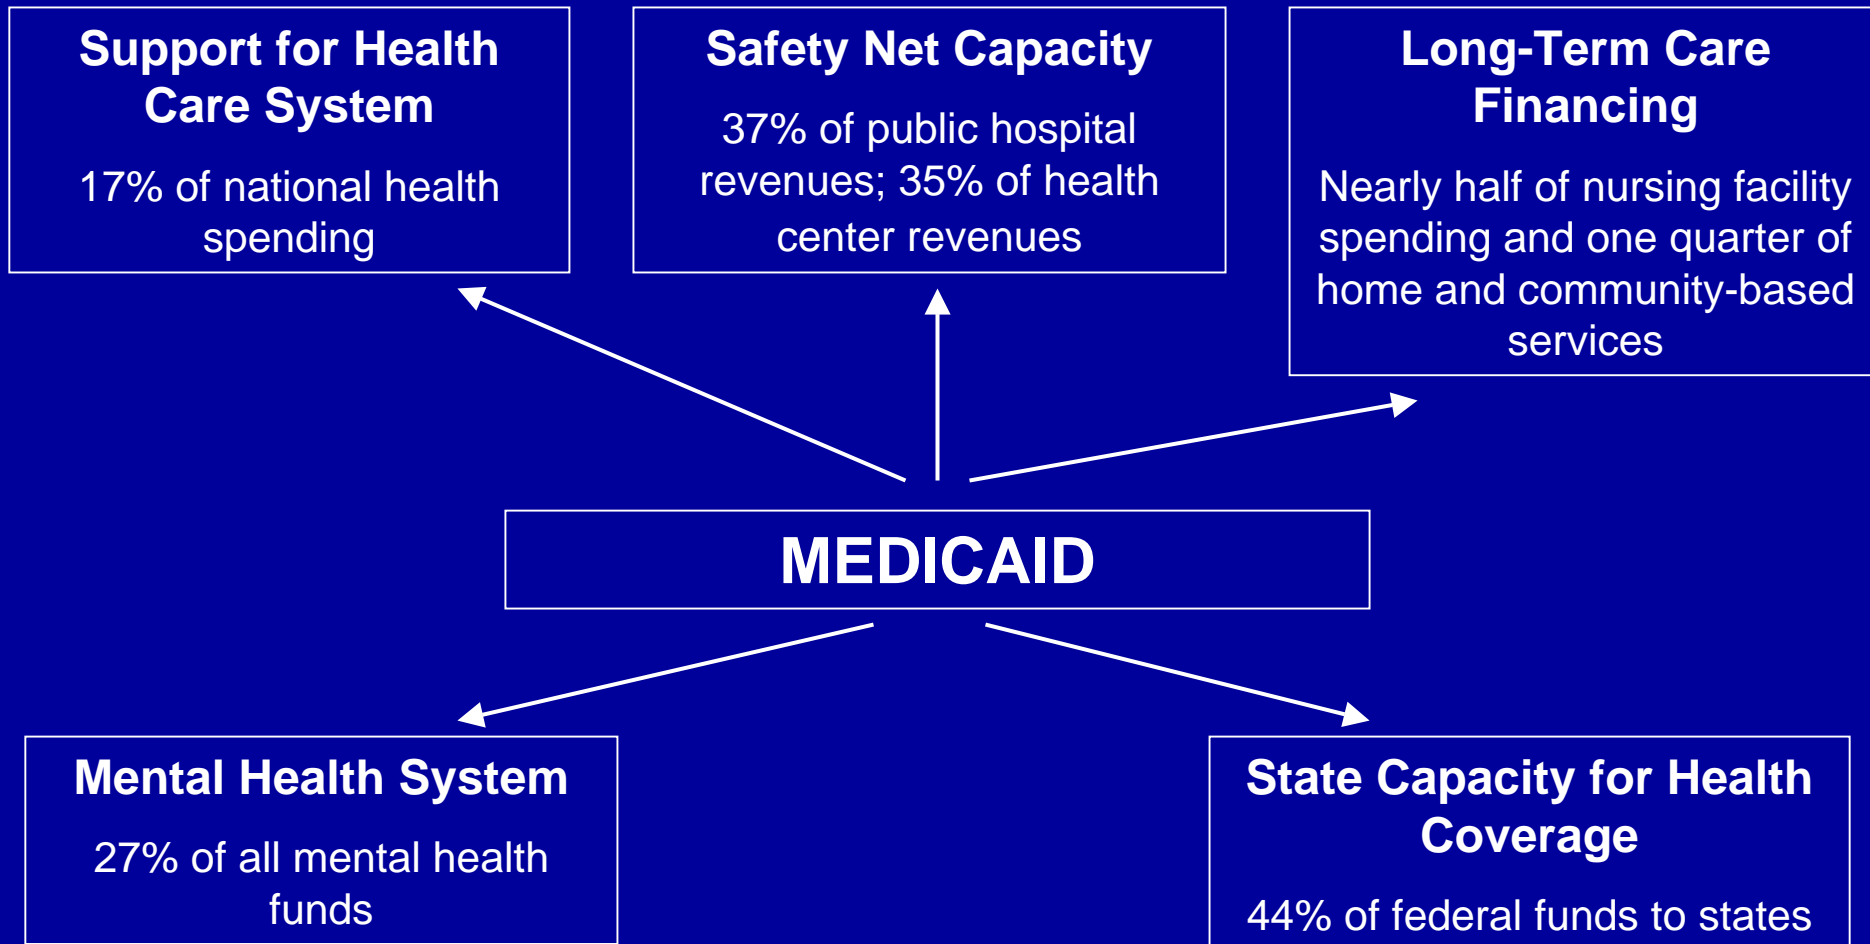 Support for Health
Care System
17% of national health
spending
Safety Net Capacity
37% of public hospital
revenues; 35% of health
center revenues
Long-Term Care
Financing
Nearly half of nursing facility
spending and one quarter of
home and community-based
services
MEDICAID
Mental Health System
27% of all mental health
funds
State Capacity for Health
Coverage
44% of federal funds to states